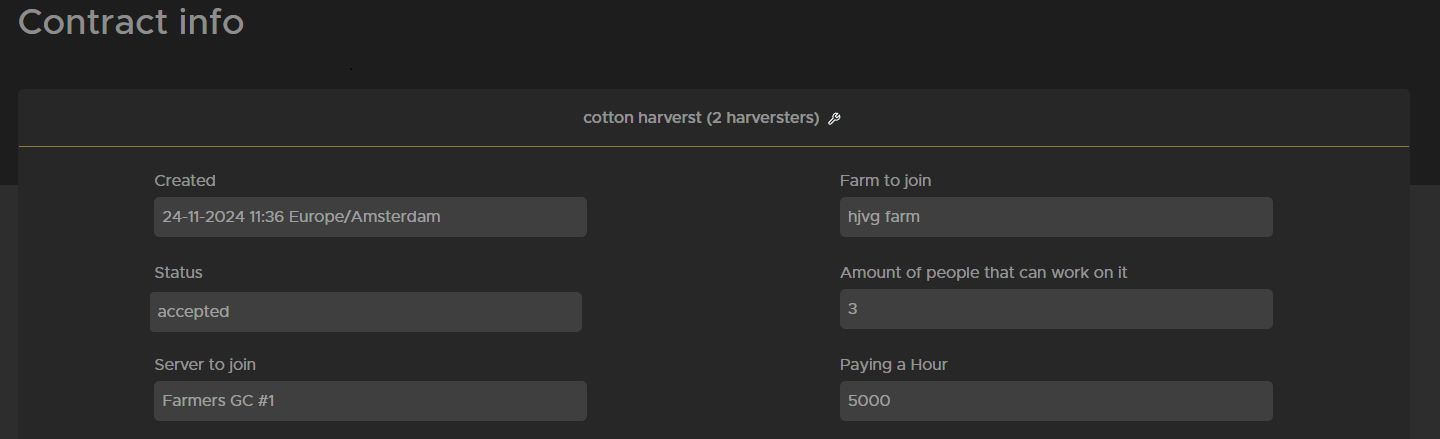 Contract info
cotton harverst (2 harversters)
Created
24-11-2024 11:36 Europe/Amsterdam
Farm to join
hjvg farm
Status
accepted
Amount of people that can work on it
3
Server to join
Farmers GC #1
Paying a Hour
5000